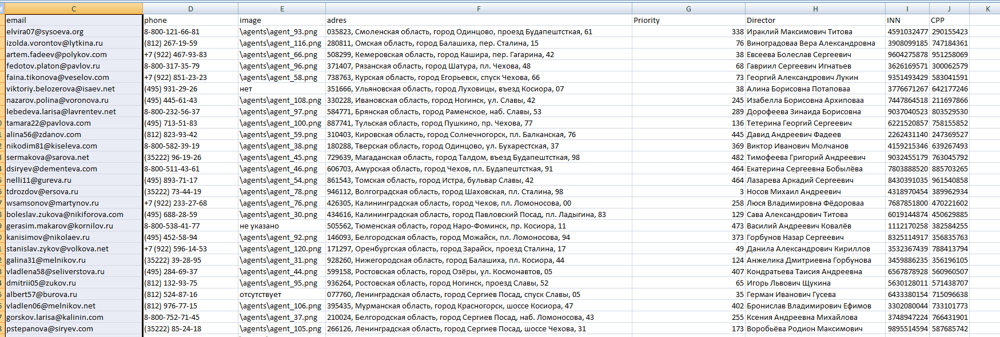 C D E F G H I J K
email phone image adres Priority Director INN CPP
elvira07@sysoeva.org 8-800-121-66-81 \agents\agent_93.png 035823, Смоленская область, город Одинцово, проезд Будапештсткая, 61 338 Ираклий Максимович Титова 4591032477 290155423
izolda.vorontov@lytkina.ru (812) 267-19-59 \agents\agent_116.png 280811, Омская область, город Балашиха, пер. Сталина, 15 76 Виноградоваа Вера Александровна 3908099185 747184361
artem.fadeev@polykov.com +7 (922) 467-93-83 \agents\agent_66.png 508299, Кемеровская область, город Кашира, пер. Гагарина, 42 38 Евсеева Болеслав Сергеевич 9604275878 951258069
fedotov.platon@pavlov.ru 8-800-317-35-79 \agents\agent_96.png 371407, Рязанская область, город Шатура, пл. Чехова, 48 68 Гавриил Сергеевич Игнатьев 3626169571 300062579
faina.tikonova@veselov.com +7 (922) 851-23-23 \agents\agent_58.png 738763, Курская область, город Егорьевск, спуск Чехова, 66 73 Георгий Александрович Лукин 9351493429 583041591
viktoriy.belozerova@isaev.net (495) 931-29-26 нет 351666, Ульяновская область, город Луховицы, въезд Косиора, 07 38 Алина Борисовна Потаповаа 3776671267 642177246
nazarov.polina@voronova.ru (495) 445-61-43 \agents\agent_108.png 330228, Ивановская область, город Ногинск, ул. Славы, 42 245 Изабелла Борисовна Архиповаа 7447864518 211697866
lebedeva.larisa@lavrentev.net 8-800-232-56-37 \agents\agent_97.png 584771, Брянская область, город Раменское, наб. Славы, 53 289 Дорофеева Зинаида Борисовна 9037040523 803529530
tamara22@pavlova.com (495) 713-51-83 \agents\agent_100.png 887741, Тульская область, город Пушкино, пр. Чехова, 77 136 Тетерина Георгий Сергеевич 6221520857 758155852
alina56@zdanov.com (812) 823-93-42 \agents\agent_59.png 310403, Кировская область, город Солнечногорск, пл. Балканская, 76 445 Давид Андреевич Фадеев 2262431140 247369527
nikodim81@kiseleva.com 8-800-582-39-19 \agents\agent_38.png 180288, Тверская область, город Одинцово, ул. Бухарестская, 37 369 Виктор Иванович Молчанов 4159215346 639267493
sermakova@sarova.net (35222) 96-19-26 \agents\agent_45.png 729639, Магаданская область, город Талдом, въезд Будапештсткая, 98 482 Тимофеева Григорий Андреевич 9032455179 763045792
dsiryev@dementeva.com 8-800-511-43-61 \agents\agent_46.png 606703, Амурская область, город Чехов, пл. Будапештсткая, 91 464 Екатерина Сергеевна Бобылёва 7803888520 885703265
nelli11@gureva.ru (495) 893-71-17 \agents\agent_54.png 861543, Томская область, город Истра, бульвар Славы, 42 464 Лазарева Аркадий Сергеевич 8430391035 961540858
tdrozdov@ersova.ru (35222) 73-44-19 \agents\agent_78.png 946112, Волгоградская область, город Шаховская, пл. Сталина, 98 3 Носов Михаил Андреевич 4318970454 389962934
wsamsonov@martynov.ru +7 (922) 233-27-68 \agents\agent_76.png 426305, Калининградская область, город Чехов, пл. Ломоносова, 00 258 Люся Владимировна Фёдороваа 7687851800 470221602
boleslav.zukova@nikiforova.com (495) 688-28-59 \agents\agent_30.png 434616, Калининградская область, город Павловский Посад, пл. Ладыгина, 83 129 Сава Александрович Титова 6019144874 450629885
gerasim.makarov@kornilov.ru 8-800-538-41-77 не указано 505562, Тюменская область, город Наро-Фоминск, пр. Косиора, 11 473 Василий Андреевич Ковалёв 1112170258 382584255
kanisimov@nikolaev.ru (495) 452-58-94 \agents\agent_92.png 146093, Белгородская область, город Можайск, пл. Ломоносова, 94 373 Горбунов Назар Сергеевич 8325114917 356835763
stanislav.zykov@volkova.net +7 (922) 596-14-53 \agents\agent_120.png 171297, Оренбургская область, город Зарайск, проезд Сталина, 17 49 Данила Александрович Кириллов 3532367439 788413794
galina31@melnikov.ru (35222) 39-28-95 \agents\agent_31.png 928260, Нижегородская область, город Балашиха, пл. Косиора, 44 124 Анжелика Дмитриевна Горбунова 3459886235 356196105
vladlena58@seliverstova.ru (495) 284-69-37 \agents\agent_44.png 599158, Ростовская область, город Озёры, ул. Космонавтов, 05 407 Кондратьева Таисия Андреевна 6567878928 560960507
dmitrii05@zukov.ru (812) 132-93-75 \agents\agent_95.png 936264, Ростовская область, город Ногинск, проезд Славы, 52 65 Игорь Львович Щукина 5630128011 571438707
albert57@burova.ru (812) 524-87-16 отсутствует 077760, Ленинградская область, город Сергиев Посад, спуск Славы, 05 35 Герман Иванович Гусева 6433380154 715096638
vladlen06@melnikov.net (812) 976-77-15 \agents\agent_106.png 395435, Мурманская область, город Красногорск, шоссе Косиора, 47 402 Бронислав Владимирович Ефимов 3302080044 733101773
gorskov.larisa@kalinin.com 8-800-752-71-45 \agents\agent_37.png 210024, Белгородская область, город Сергиев Посад, наб. Ломоносова, 43 255 Ксения Андреевна Михайлова 3748947224 766431901
pstepanova@siryev.com (35222) 85-24-18 \agents\agent_105.png 266126, Ленинградская область, город Сергиев Посад, шоссе Чехова, 31 173 Воробьёва Родион Максимович 9895514594 587685742